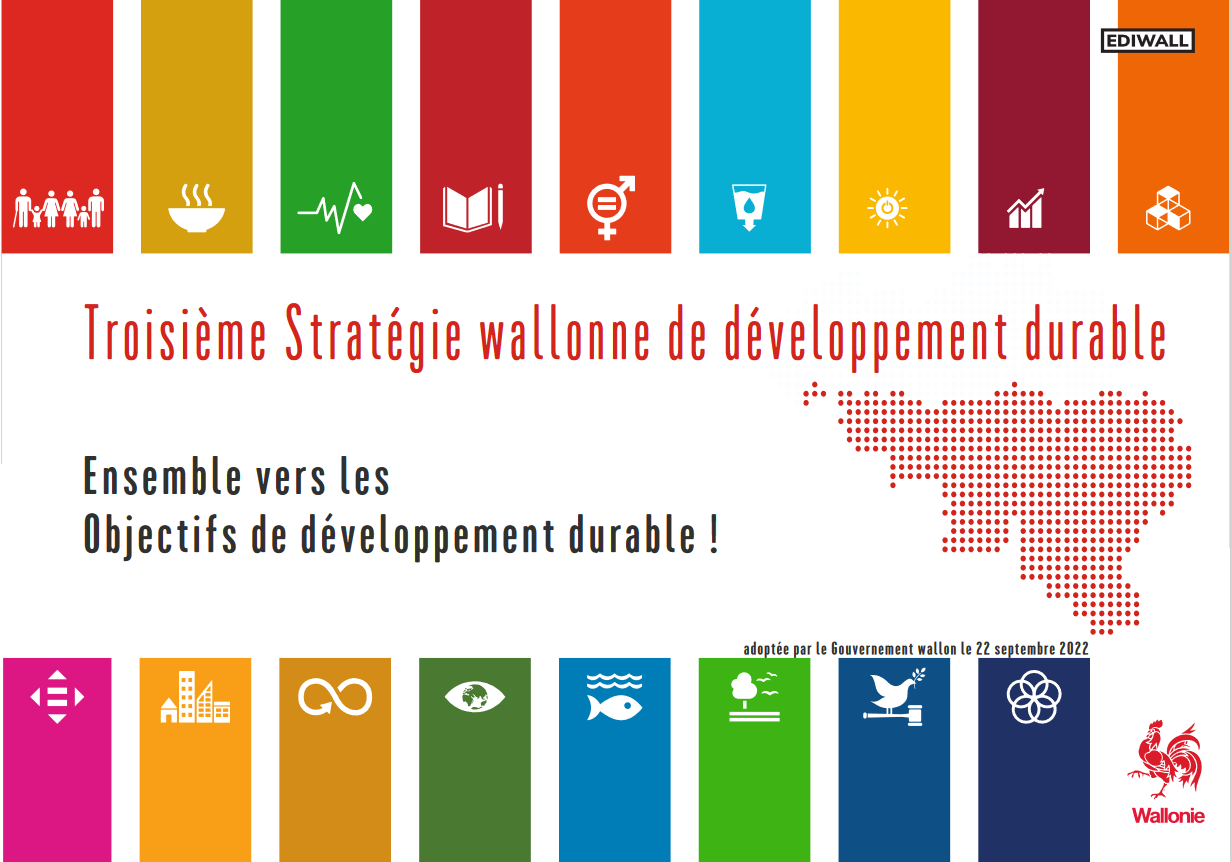 EDIWALL
Troisième Stratégie wallonne de développement durable
Ensemble vers les
Objectifs de développement durable !
adoptée par le Gouvernement wallon le 22 septembre 2022
Wallonie